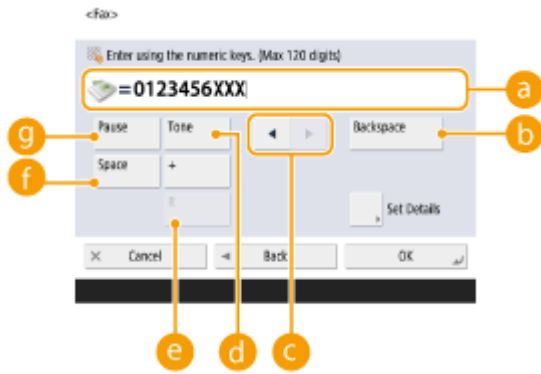 <Fax>
Enter using the numeric keys. (Max 120 digits)
=0123456XXX
a
g
Pause
Tone
◀
▶
Backspace
b
f
Space
+
R
Set Details
× Cancel
◀ Back
OK
e
d
c